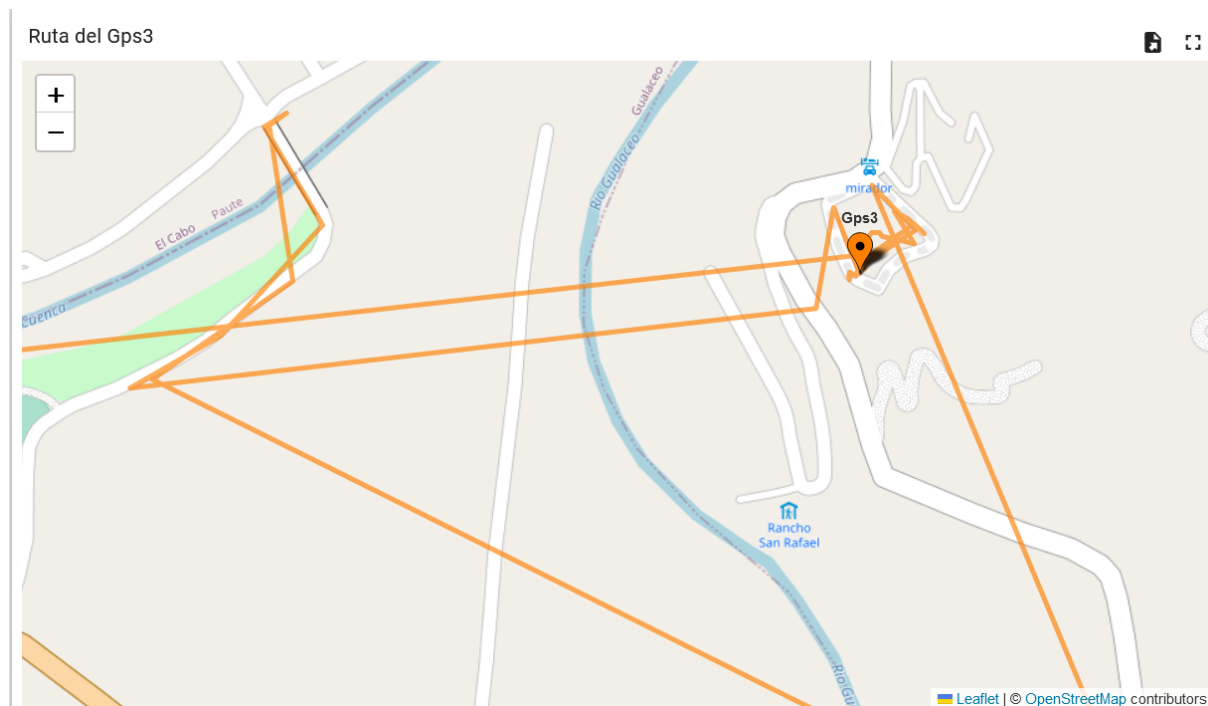 Ruta del Gps3
+
−
Gualaceo
Rio Gualaceo
mirador
Gps3
Paute
El Cabo
Cuenca
Rancho
San Rafael
Río Gu
Leaflet | © OpenStreetMap contributors